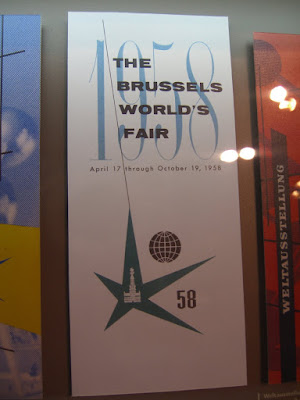 1958
THE
BRUSSELS
WORLD'S
FAIR
April 17 through October 19, 1958
58
WELTAUSSTELLUNG